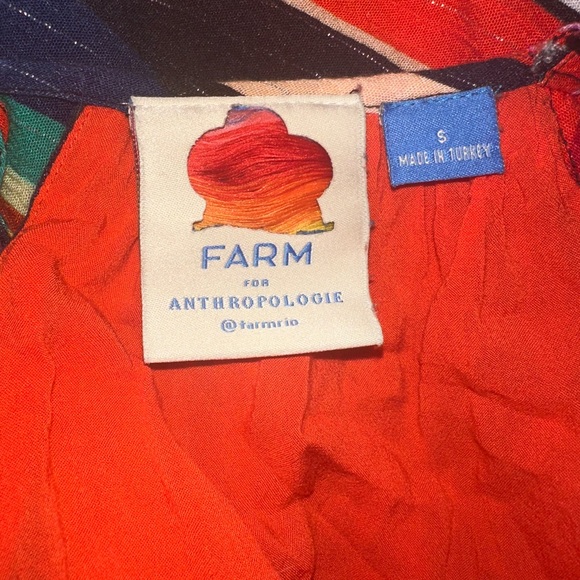 FARM
FOR
ANTHROPOLOGIE
@farmrio
S
MADE IN TURKEY